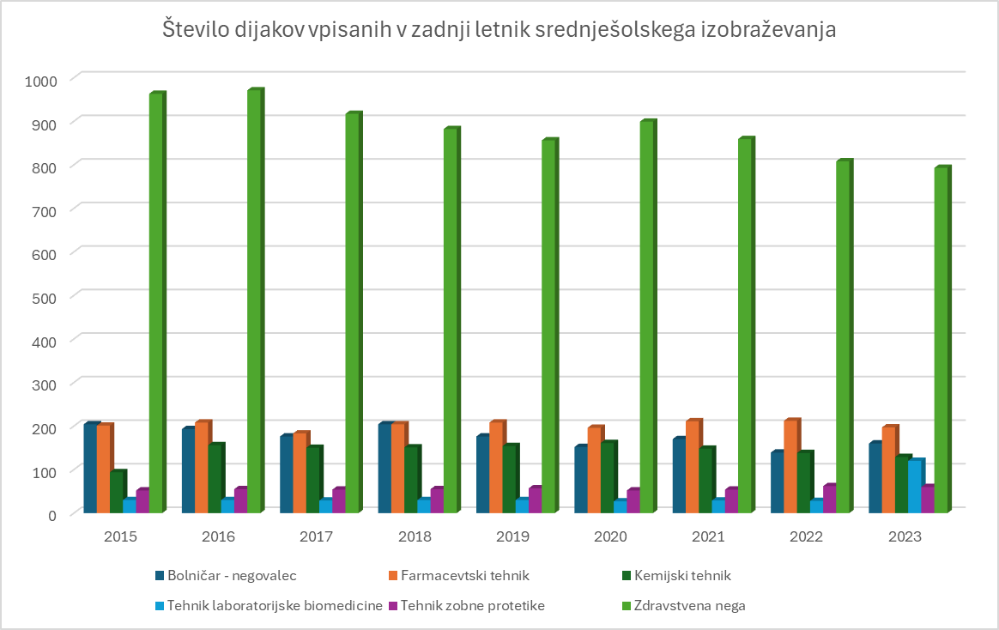 Število dijakov vpisanih v zadnji letnik srednješolskega izobraževanja
1000
900
800
700
600
500
400
300
200
100
0
2015 2016 2017 2018 2019 2020 2021 2022 2023
Bolničar - negovalec Farmacevtski tehnik Kemijski tehnik
Tehnik laboratorijske biomedicine Tehnik zobne protetike Zdravstvena nega